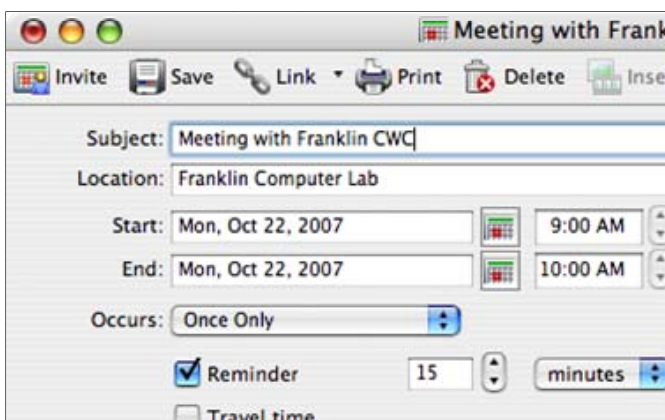 Meeting with Frank
Invite Save Link Print Delete Inse
Subject: Meeting with Franklin CWC
Location: Franklin Computer Lab
Start: Mon, Oct 22, 2007 9:00 AM
End: Mon, Oct 22, 2007 10:00 AM
Occurs: Once Only
Reminder 15 minutes
Travel time